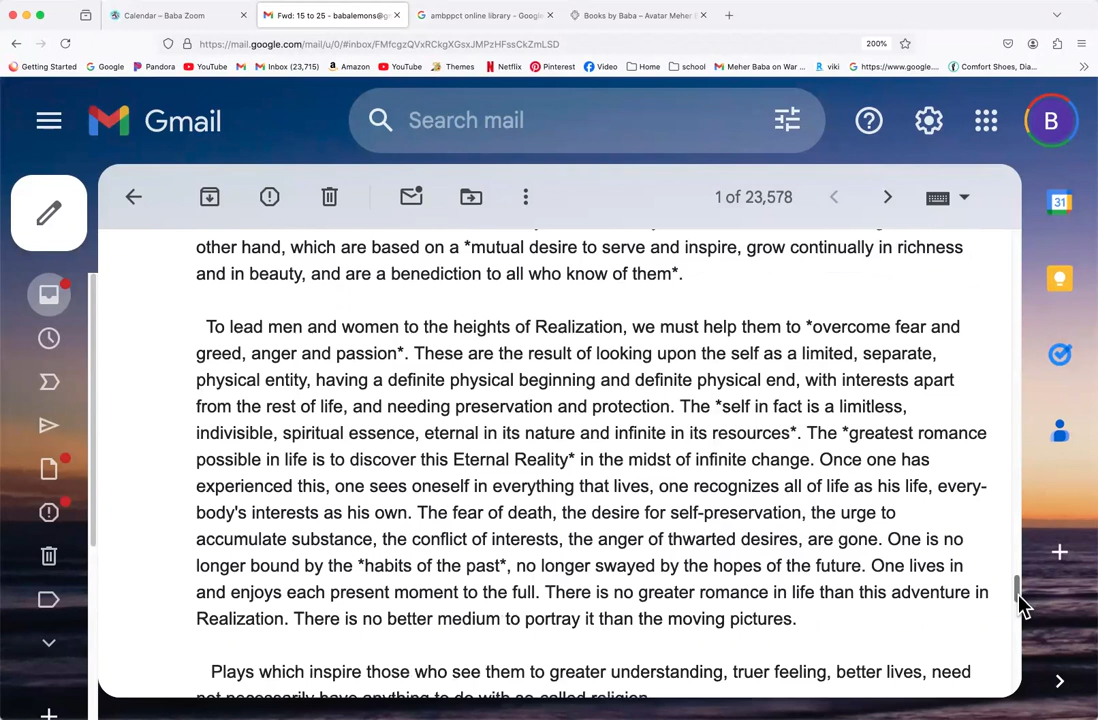 Calendar – Baba Zoom
Fwd: 15 to 25 - babalemons@gr
ambppct online library - Google
Books by Baba – Avatar Meher B
https://mail.google.com/mail/u/0/#inbox/FMfcgzQVxRCkgXGsxJMPzHFssCkZmLSD
200%
Getting Started
Google
Pandora
YouTube
Inbox (23,715)
Amazon
YouTube
Themes
Netflix
Pinterest
Video
Home
school
Meher Baba on War ...
viki
https://www.google....
Comfort Shoes, Dia...
Gmail
Search mail
B
1 of 23,578
31
other hand, which are based on a *mutual desire to serve and inspire, grow continually in richness
and in beauty, and are a benediction to all who know of them*.
To lead men and women to the heights of Realization, we must help them to *overcome fear and
greed, anger and passion*. These are the result of looking upon the self as a limited, separate,
physical entity, having a definite physical beginning and definite physical end, with interests apart
from the rest of life, and needing preservation and protection. The *self in fact is a limitless,
indivisible, spiritual essence, eternal in its nature and infinite in its resources*. The *greatest romance
possible in life is to discover this Eternal Reality* in the midst of infinite change. Once one has
experienced this, one sees oneself in everything that lives, one recognizes all of life as his life, every-
body's interests as his own. The fear of death, the desire for self-preservation, the urge to
accumulate substance, the conflict of interests, the anger of thwarted desires, are gone. One is no
longer bound by the *habits of the past*, no longer swayed by the hopes of the future. One lives in
and enjoys each present moment to the full. There is no greater romance in life than this adventure in
Realization. There is no better medium to portray it than the moving pictures.
Plays which inspire those who see them to greater understanding, truer feeling, better lives, need
not necessarily have anything to do with so-called religion.